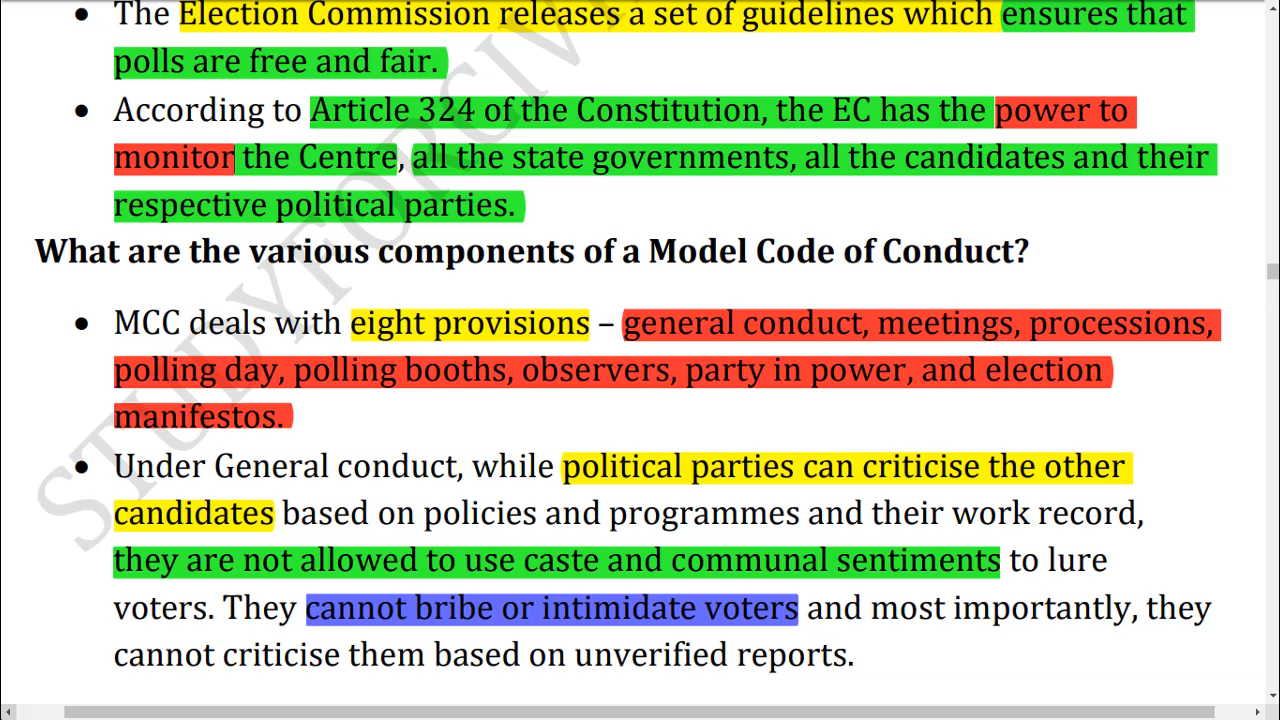 • The Election Commission releases a set of guidelines which ensures that
polls are free and fair.
• According to Article 324 of the Constitution, the EC has the power to
monitor the Centre, all the state governments, all the candidates and their
respective political parties.
What are the various components of a Model Code of Conduct?
• MCC deals with eight provisions – general conduct, meetings, processions,
polling day, polling booths, observers, party in power, and election
manifestos.
• Under General conduct, while political parties can criticise the other
candidates based on policies and programmes and their work record,
they are not allowed to use caste and communal sentiments to lure
voters. They cannot bribe or intimidate voters and most importantly, they
cannot criticise them based on unverified reports.
STUDYFORCIV